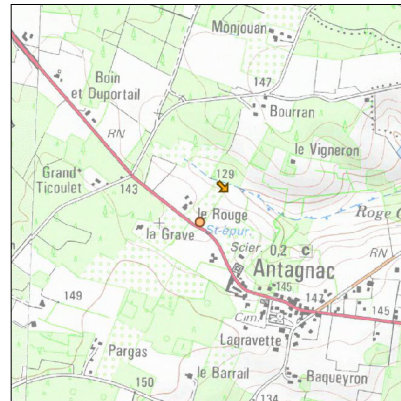 Monjouan
147
Boin
et Duportail
Bourran
RN
le Vigneron
129
Grand
Ticoulet
143
le Rouge
Roge
la Grave
St-épur.
Scier.
0,2
c
RN
Antagnac
145
149
147
145
Cim.
Lagravette
Pargas
le Barrail
Baqueyron
150
134